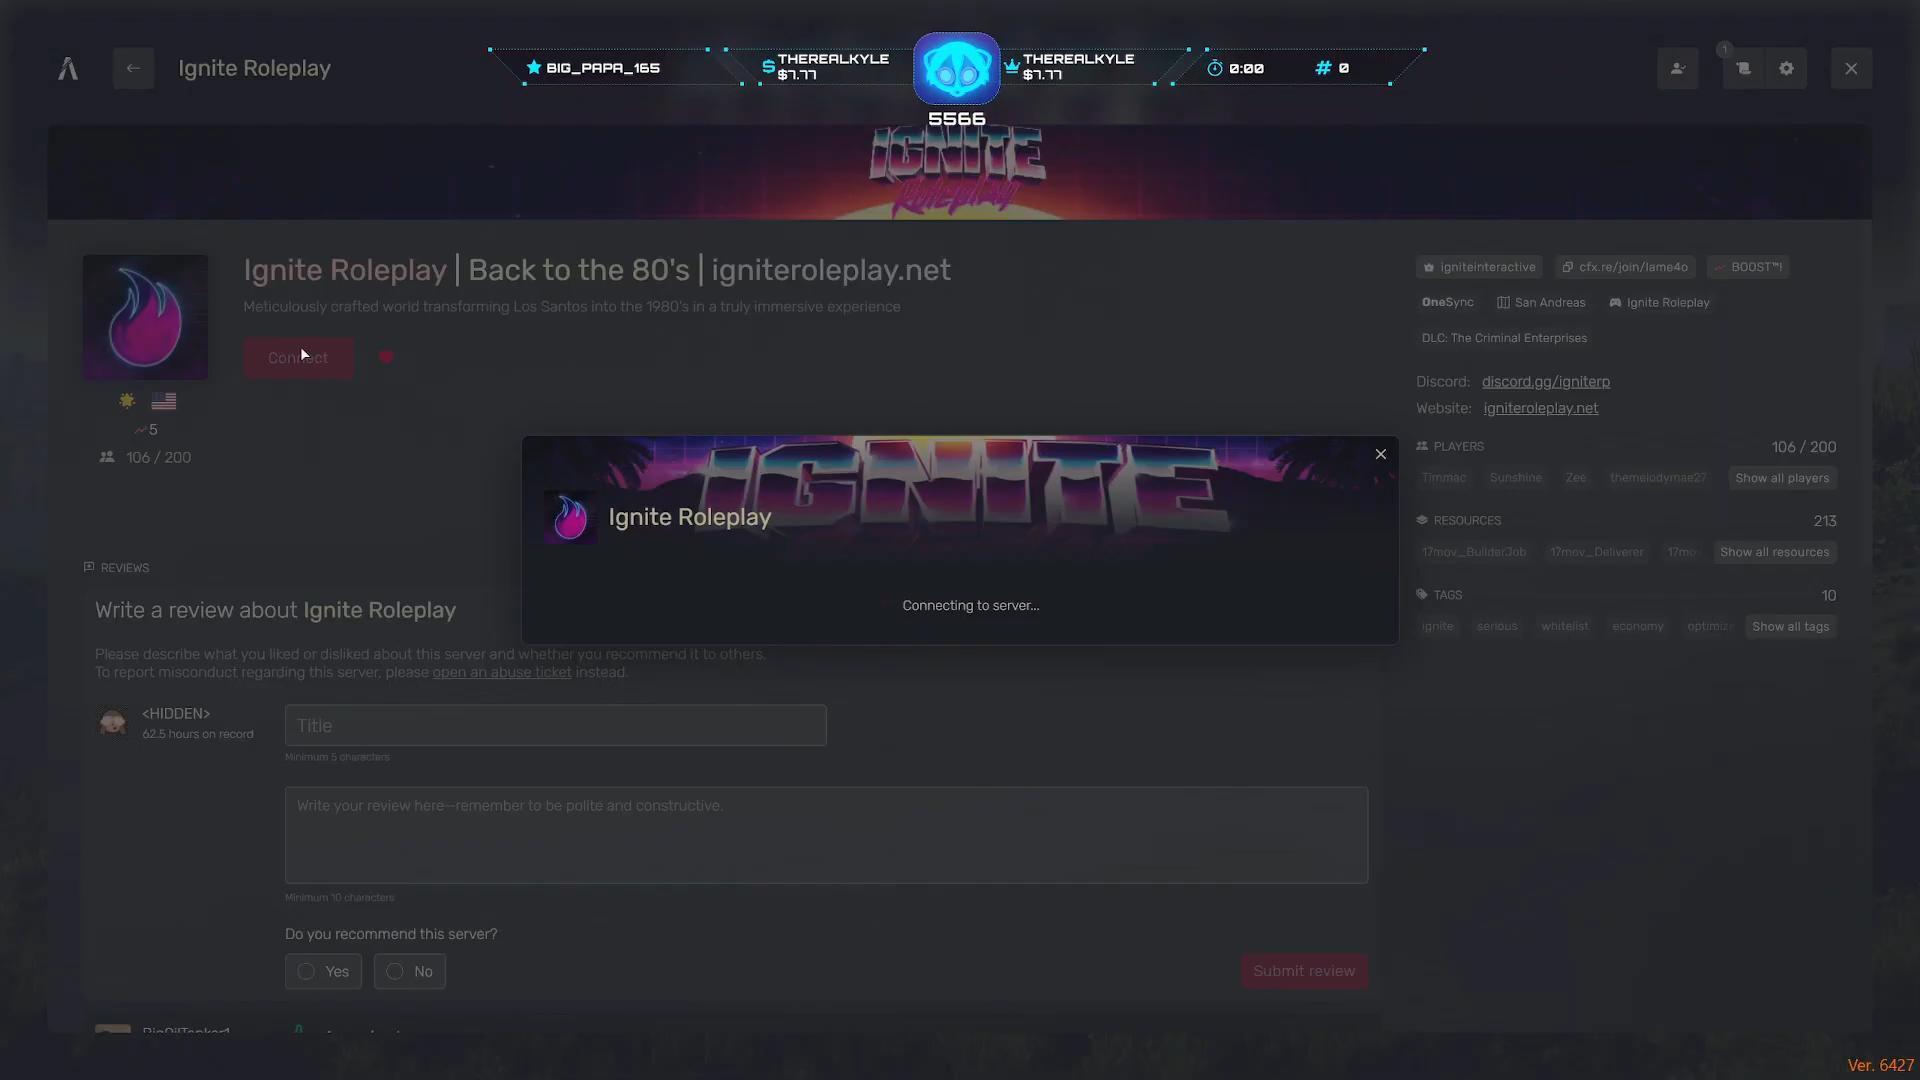 Ignite Roleplay
BIG_PAPA_165
THEREALKYLE
$7.77
THEREALKYLE
$7.77
0:00
# 0
1
5566
IGNITE
Roleplay
Ignite Roleplay | Back to the 80's | igniteroleplay.net
Meticulously crafted world transforming Los Santos into the 1980's in a truly immersive experience
Connect
5
106 / 200
igniteinteractive
cfx.re/join/lame4o
BOOST™!
OneSync
San Andreas
Ignite Roleplay
DLC: The Criminal Enterprises
Discord: discord.gg/igniterp
Website: igniteroleplay.net
PLAYERS 106 / 200
Timmac Sunshine Zee themelodymae27 Show all players
RESOURCES 213
17mov_BuilderJob 17mov_Deliverer 17mo Show all resources
TAGS 10
ignite serious whitelist economy optimize Show all tags
IGNITE
Ignite Roleplay
Connecting to server...
REVIEWS
Write a review about Ignite Roleplay
Please describe what you liked or disliked about this server and whether you recommend it to others.
To report misconduct regarding this server, please open an abuse ticket instead.
<HIDDEN>
62.5 hours on record
Title
Minimum 5 characters
Write your review here—remember to be polite and constructive.
Minimum 10 characters
Do you recommend this server?
Yes
No
Submit review
Ver. 6427